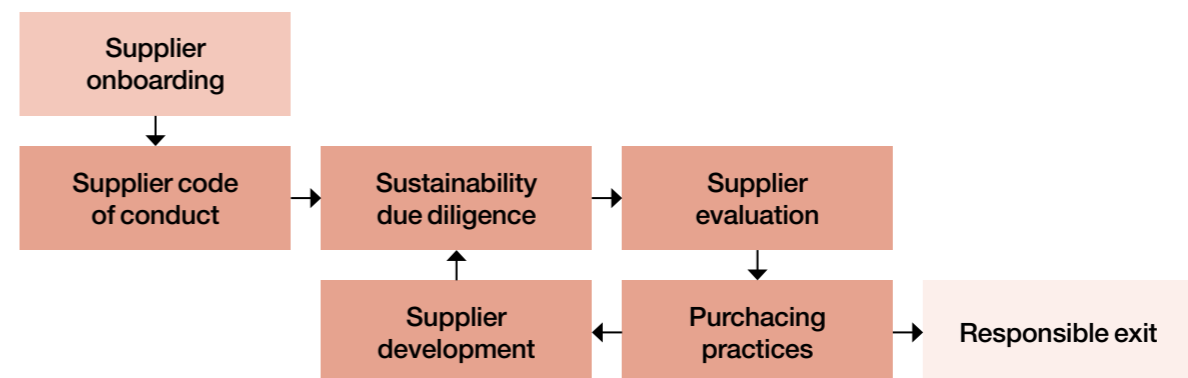 Supplier
onboarding
Supplier code
of conduct
Sustainability
due diligence
Supplier
evaluation
Supplier
development
Purchacing
practices
Responsible exit